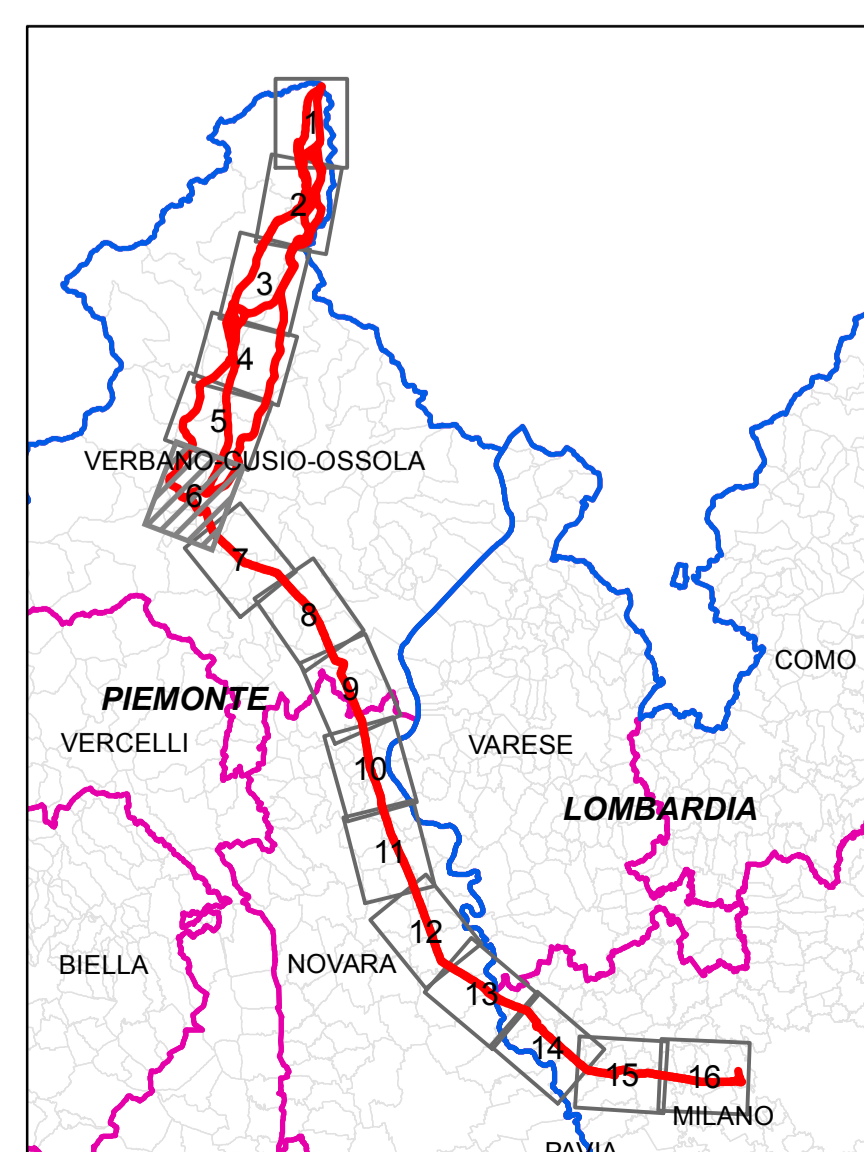 1
2
3
4
5
VERBANO-CUSIO-OSSOLA
6
7
8
COMO
9
PIEMONTE
VERCELLI
VARESE
10
LOMBARDIA
11
12
BIELLA
NOVARA
13
14
15
16
MILANO
PAVIA